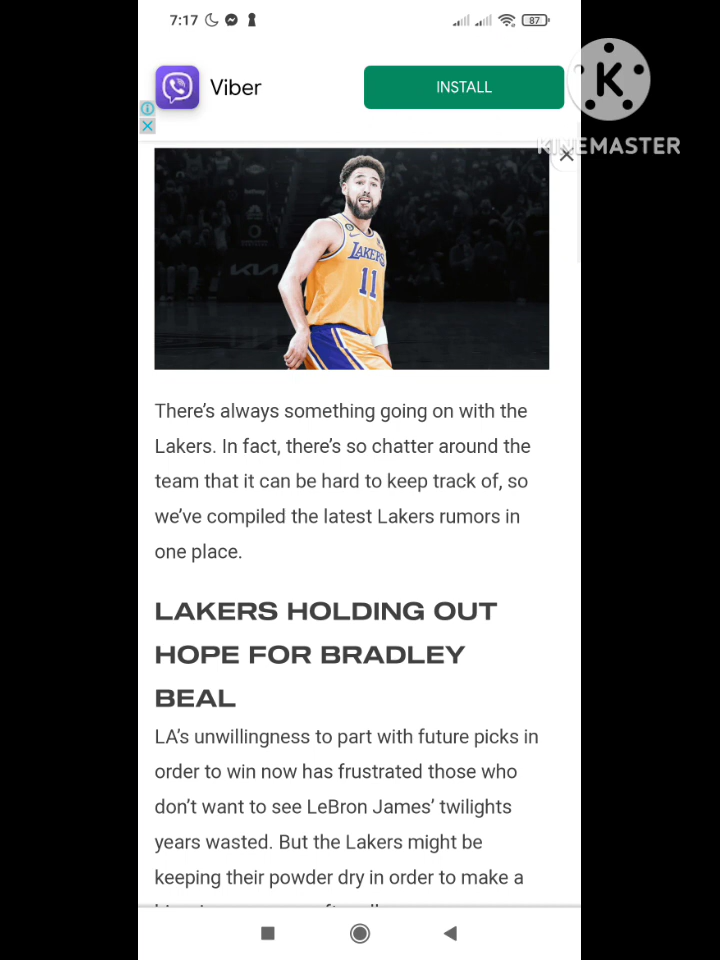 7:17
87
Viber
INSTALL
K
KINEMASTER
KIA
LAKERS
11
There's always something going on with the
Lakers. In fact, there's so chatter around the
team that it can be hard to keep track of, so
we've compiled the latest Lakers rumors in
one place.
LAKERS HOLDING OUT
HOPE FOR BRADLEY
BEAL
LA's unwillingness to part with future picks in
order to win now has frustrated those who
don't want to see LeBron James' twilights
years wasted. But the Lakers might be
keeping their powder dry in order to make a